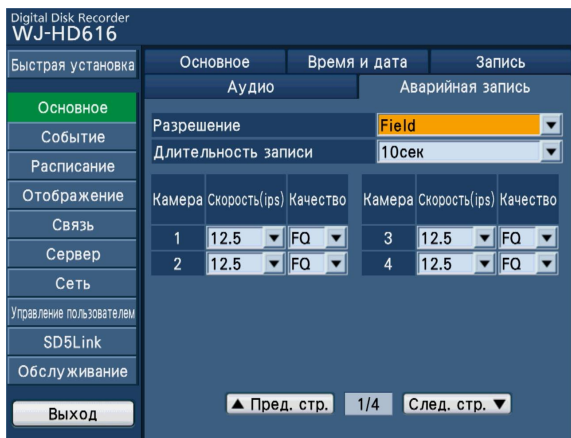 Digital Disk Recorder
WJ-HD616
Быстрая установка
Основное
Событие
Расписание
Отображение
Связь
Сервер
Сеть
Управление пользователем
SD5Link
Обслуживание
Выход
Основное Время и дата Запись
Аудио Аварийная запись
Разрешение Field
Длительность записи 10сек
Камера Скорость(ips) Качество Камера Скорость(ips) Качество
1 12.5 FQ 3 12.5 FQ
2 12.5 FQ 4 12.5 FQ
▲ Пред. стр. 1/4 След. стр. ▼